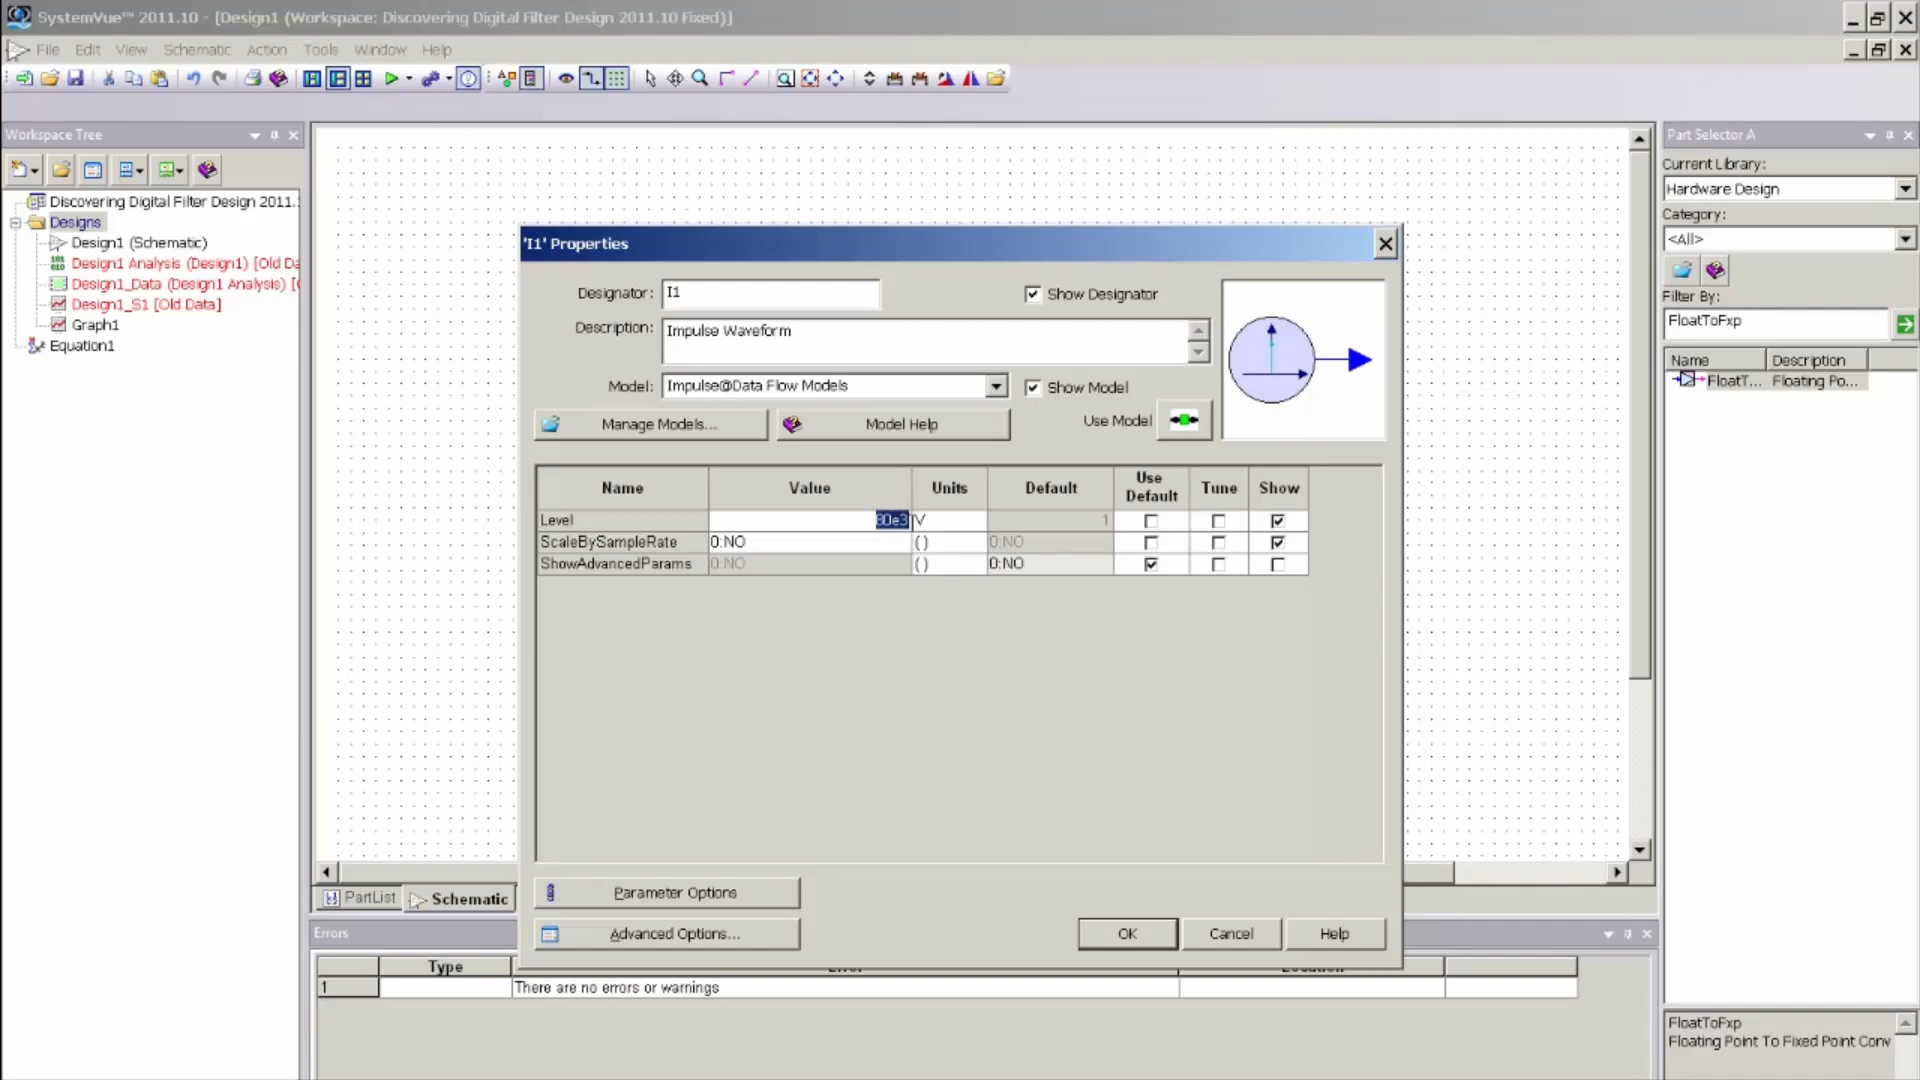 SystemVue™ 2011.10 - [Design1 (Workspace: Discovering Digital Filter Design 2011.10 Fixed)]
File Edit View Schematic Action Tools Window Help
Workspace Tree
Discovering Digital Filter Design 2011.
Designs
Design1 (Schematic)
Design1 Analysis (Design1) [Old Da
Design1_Data (Design1 Analysis) [
Design1_S1 [Old Data]
Graph1
Equation1
'I1' Properties
Designator: I1
Show Designator
Description: Impulse Waveform
Model: Impulse@Data Flow Models
Show Model
Manage Models...
Model Help
Use Model
Name Value Units Default Use Default Tune Show
Level 80e3 V 1
ScaleBySampleRate 0:NO ( ) 0:NO
ShowAdvancedParams 0:NO ( ) 0:NO
Parameter Options
Advanced Options...
OK Cancel Help
PartList Schematic
Errors
Type
1 There are no errors or warnings
Part Selector A
Current Library:
Hardware Design
Category:
<All>
Filter By:
FloatToFxp
Name Description
FloatT... Floating Po...
FloatToFxp
Floating Point To Fixed Point Conv